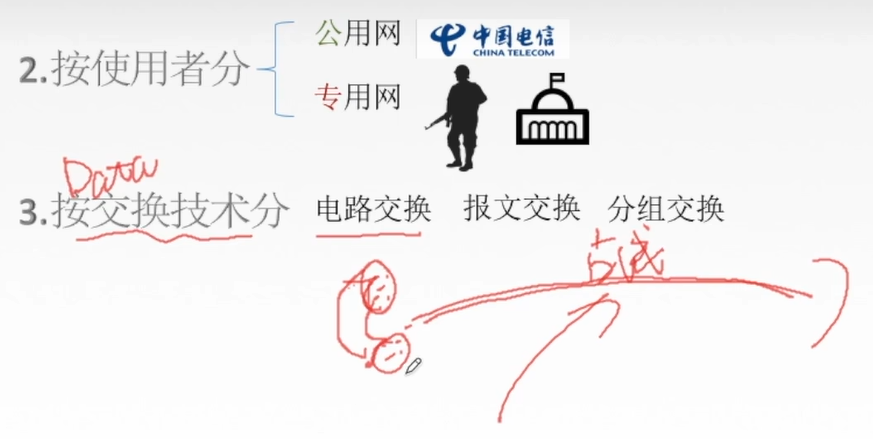 公用网
中国电信
CHINA TELECOM
2.按使用者分
专用网
Data
3.按交换技术分 电路交换 报文交换 分组交换